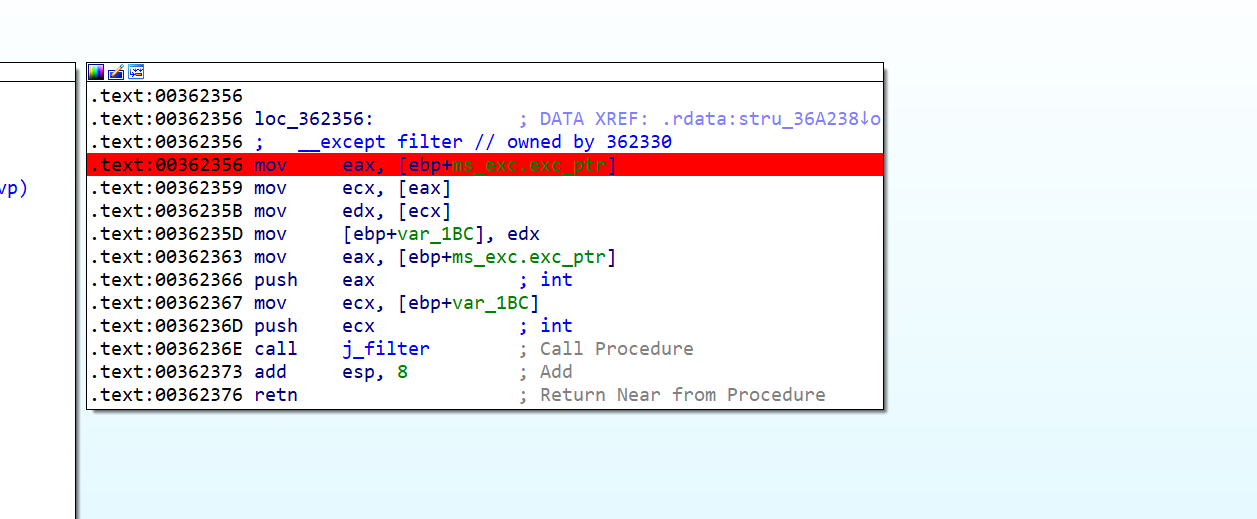 .text:00362356
.text:00362356 loc_362356: ; DATA XREF: .rdata:stru_36A238↓o
.text:00362356 ; __except filter // owned by 362330
.text:00362356 mov eax, [ebp+ms_exc.exc_ptr]
vp)
.text:00362359 mov ecx, [eax]
.text:0036235B mov edx, [ecx]
.text:0036235D mov [ebp+var_1BC], edx
.text:00362363 mov eax, [ebp+ms_exc.exc_ptr]
.text:00362366 push eax ; int
.text:00362367 mov ecx, [ebp+var_1BC]
.text:0036236D push ecx ; int
.text:0036236E call j_filter ; Call Procedure
.text:00362373 add esp, 8 ; Add
.text:00362376 retn ; Return Near from Procedure